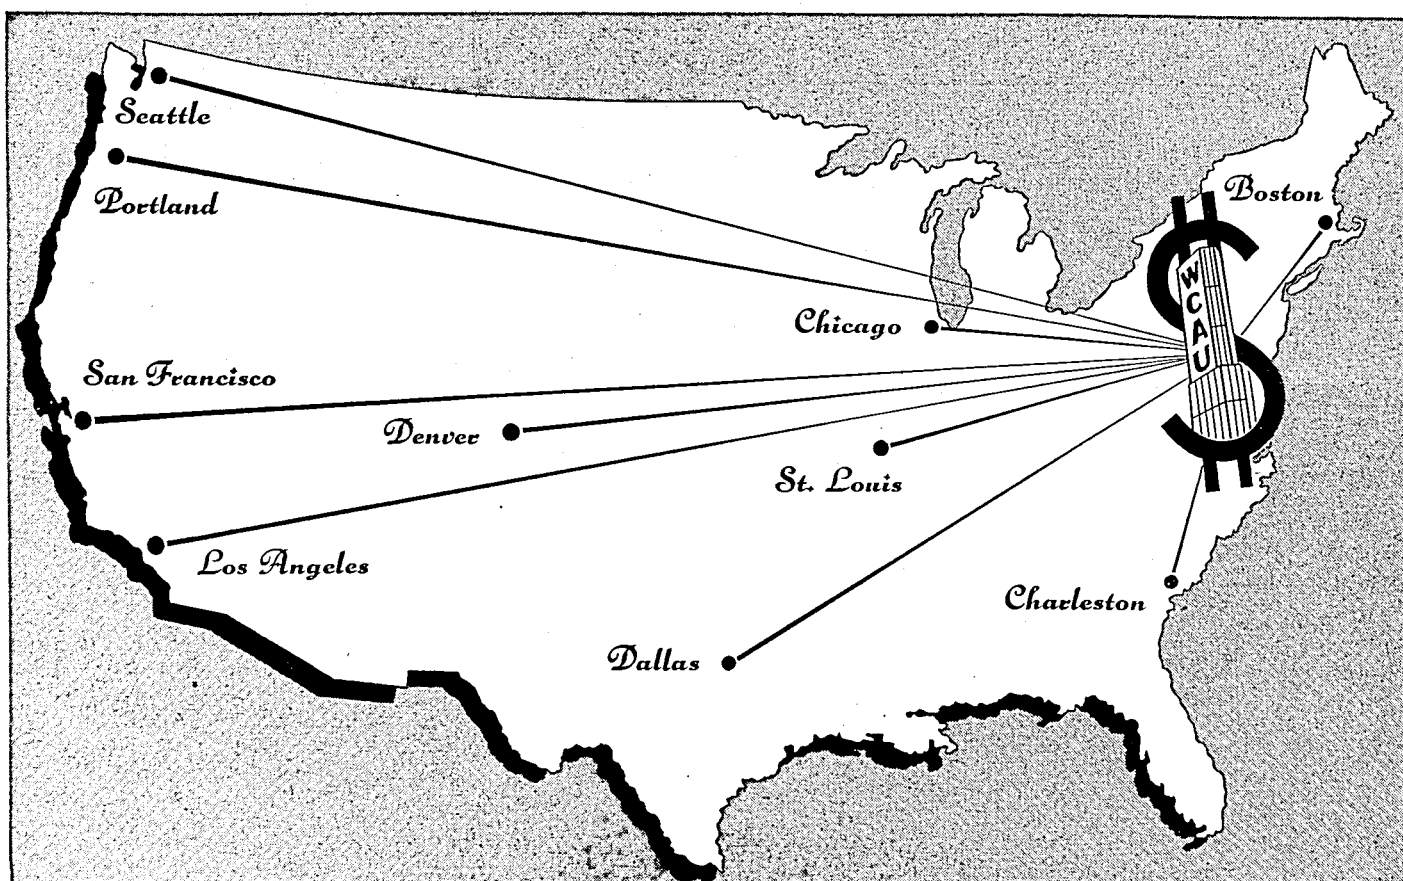 Seattle
Portland
Boston
WCAU
Chicago
San Francisco
Denver
St. Louis
Los Angeles
Charleston
Dallas